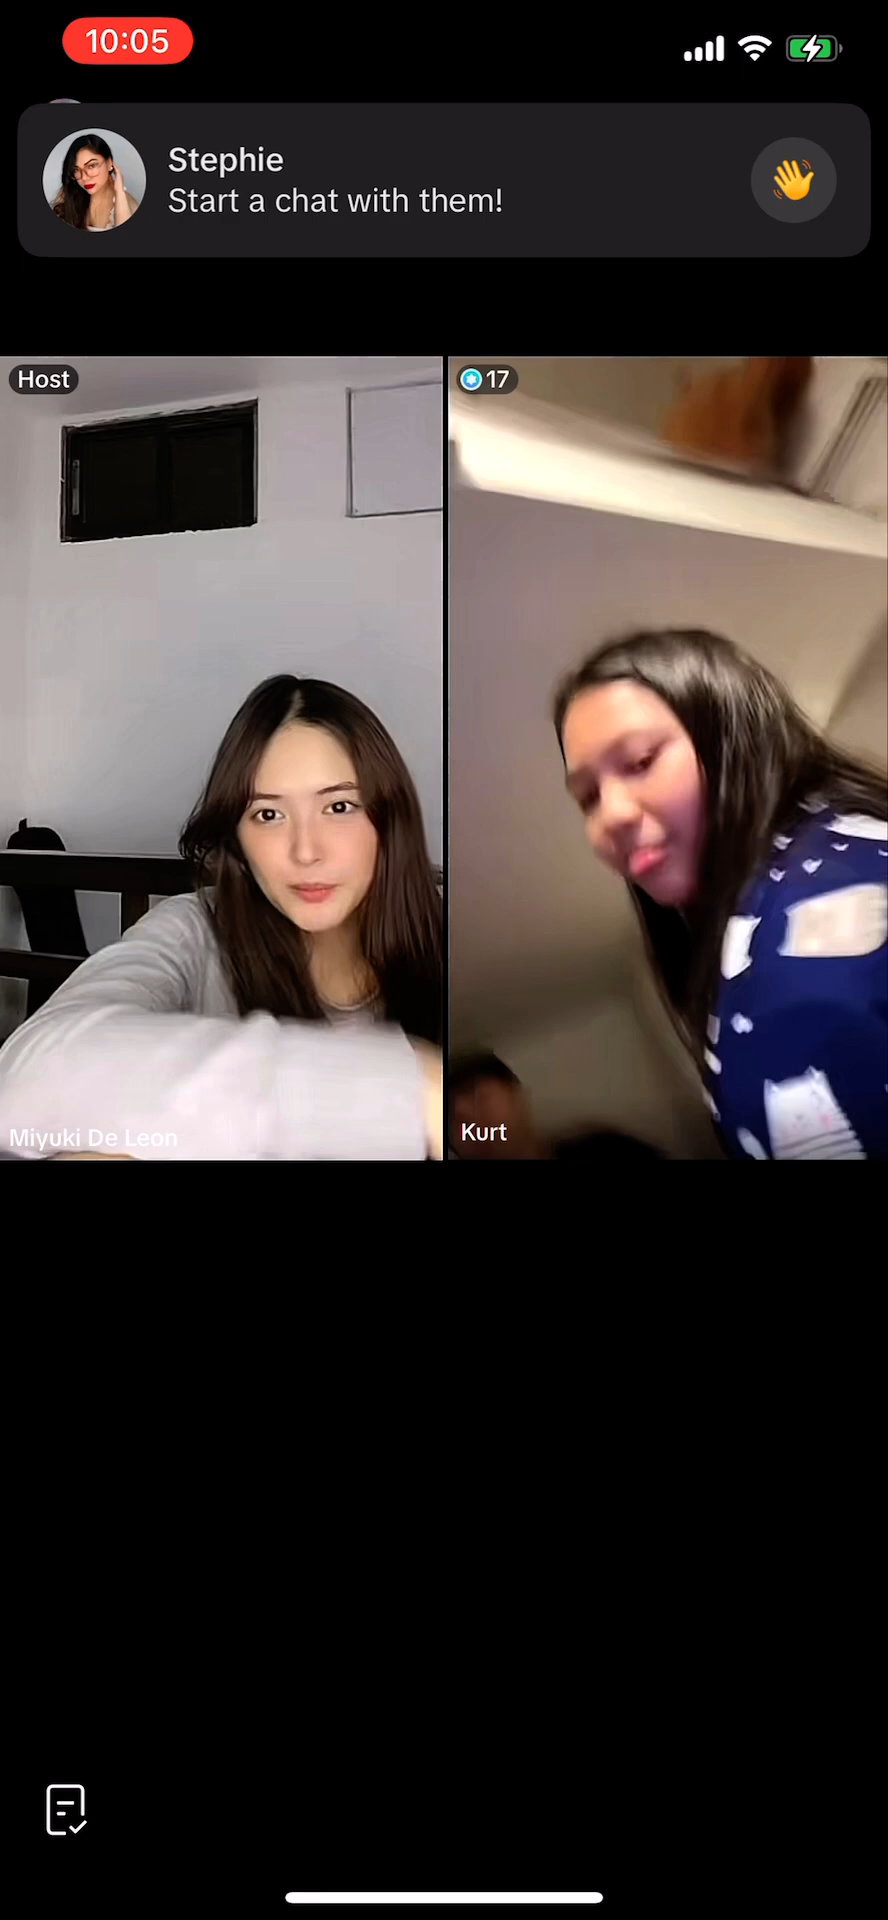 10:05
Stephie
Start a chat with them!
Host
17
Miyuki De Leon
Kurt